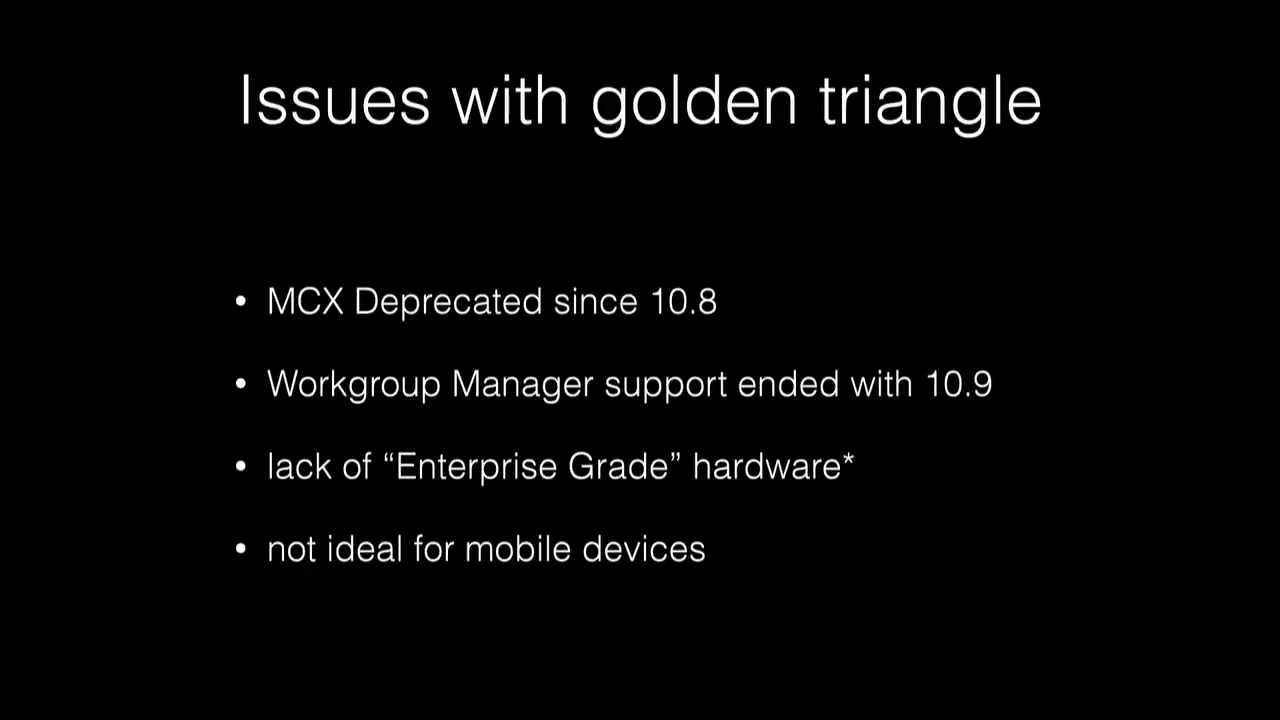 Issues with golden triangle
• MCX Deprecated since 10.8
• Workgroup Manager support ended with 10.9
• lack of “Enterprise Grade” hardware*
• not ideal for mobile devices